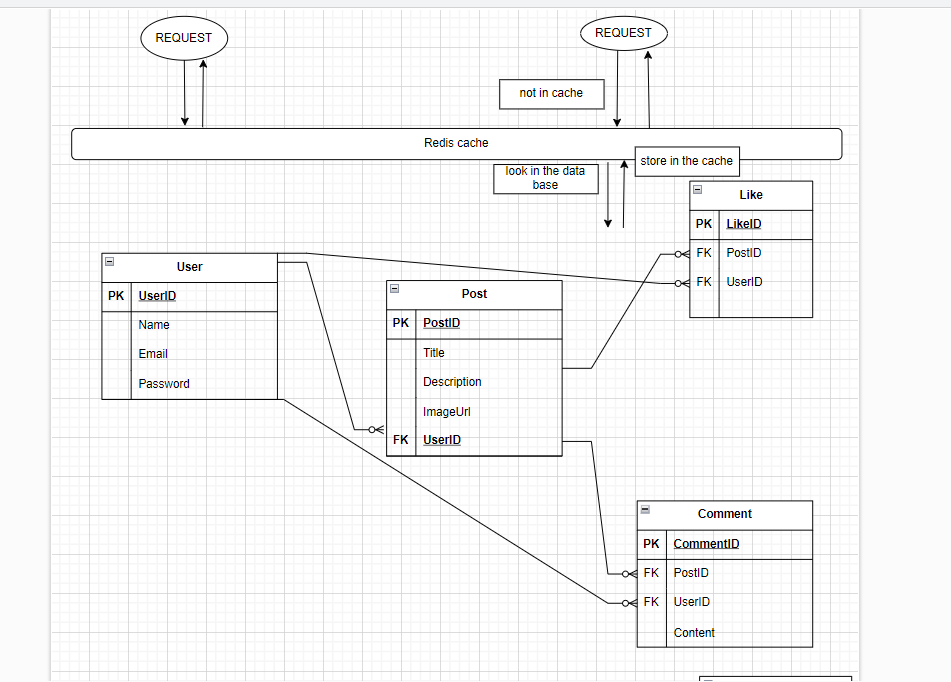 REQUEST
REQUEST
not in cache
Redis cache
store in the cache
look in the data
base
Like
PK LikeID
FK PostID
FK UserID
User
PK UserID
Name
Email
Password
Post
PK PostID
Title
Description
ImageUrl
FK UserID
Comment
PK CommentID
FK PostID
FK UserID
Content